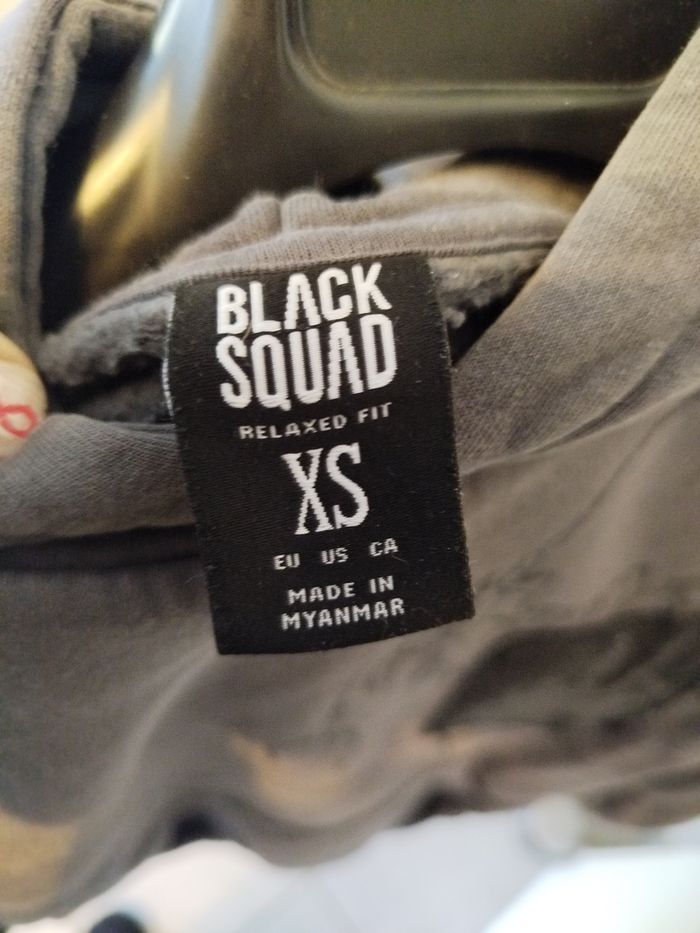 BLACK
SQUAD
RELAXED FIT
XS
EU US CA
MADE IN
MYANMAR